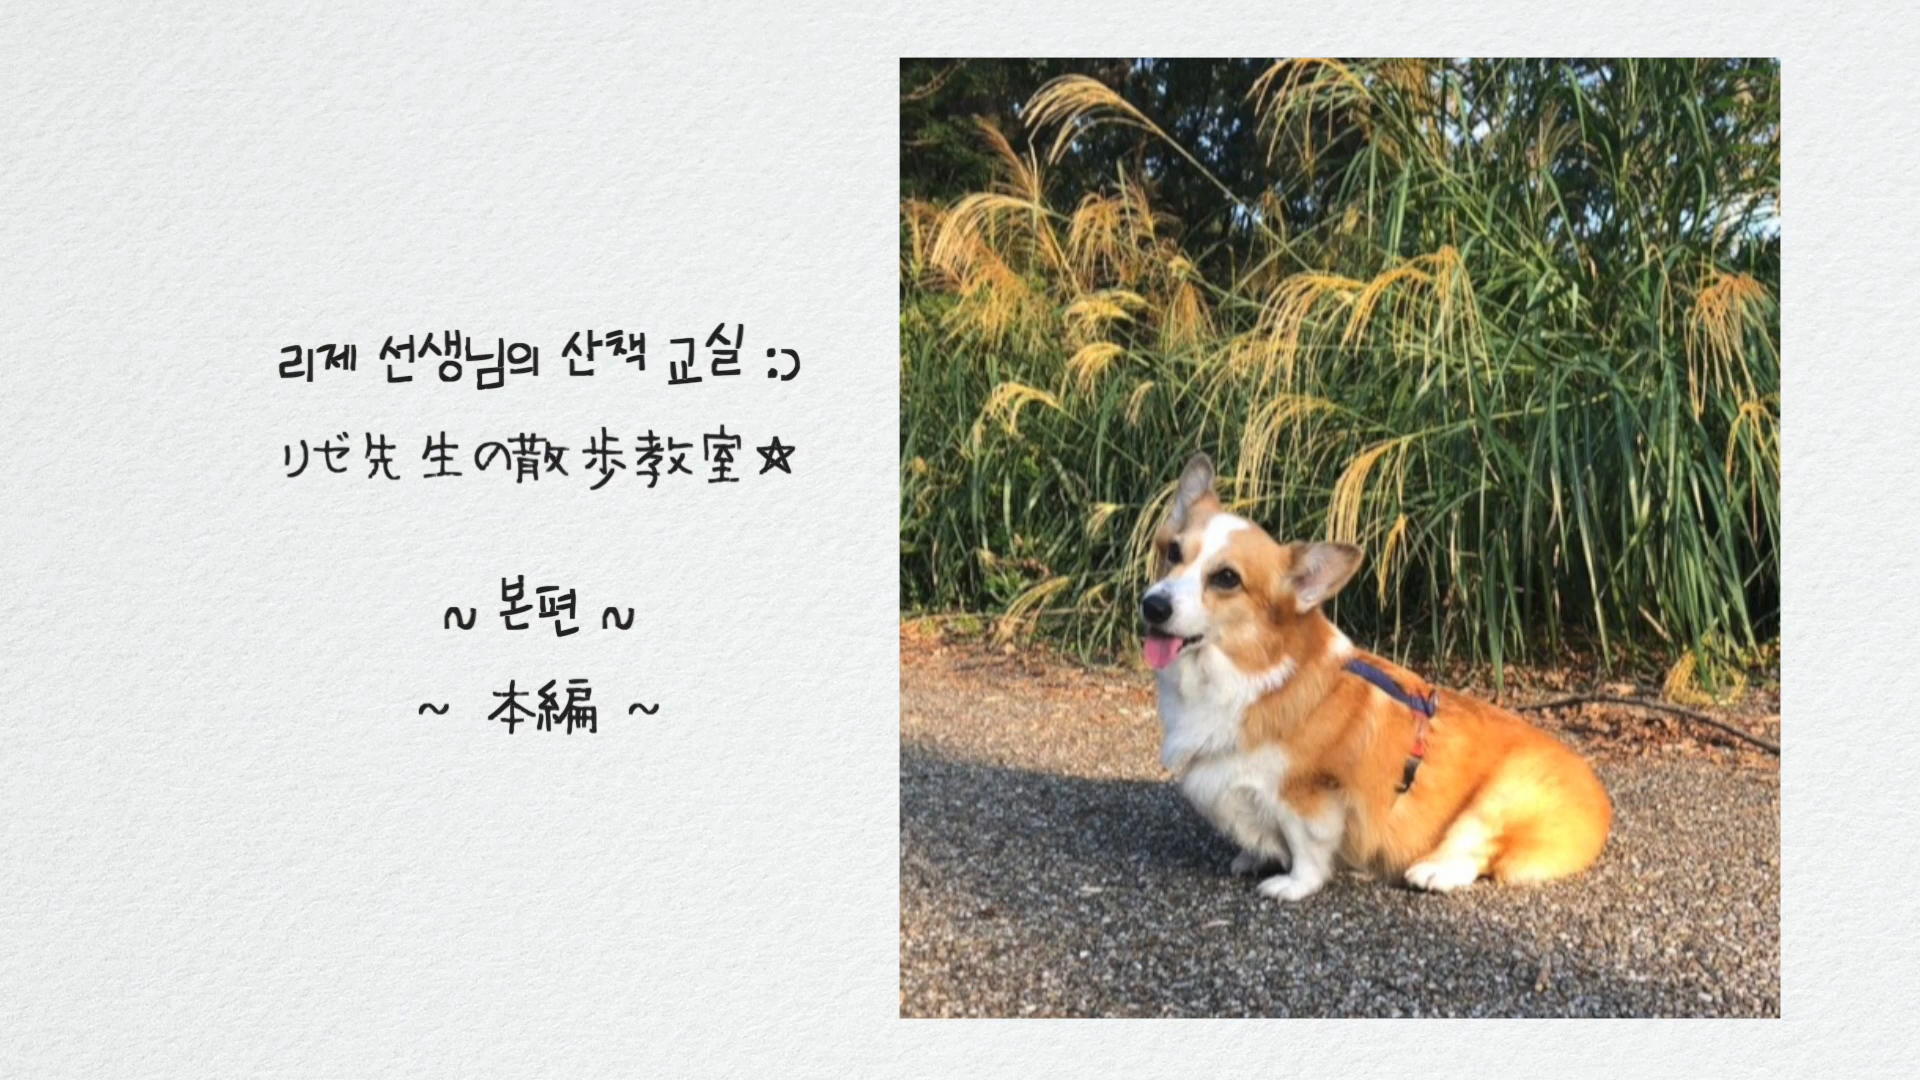 리제 선생님의 산책 교실 :)
リゼ先生の散歩教室☆
~ 본편 ~
~ 本編 ~